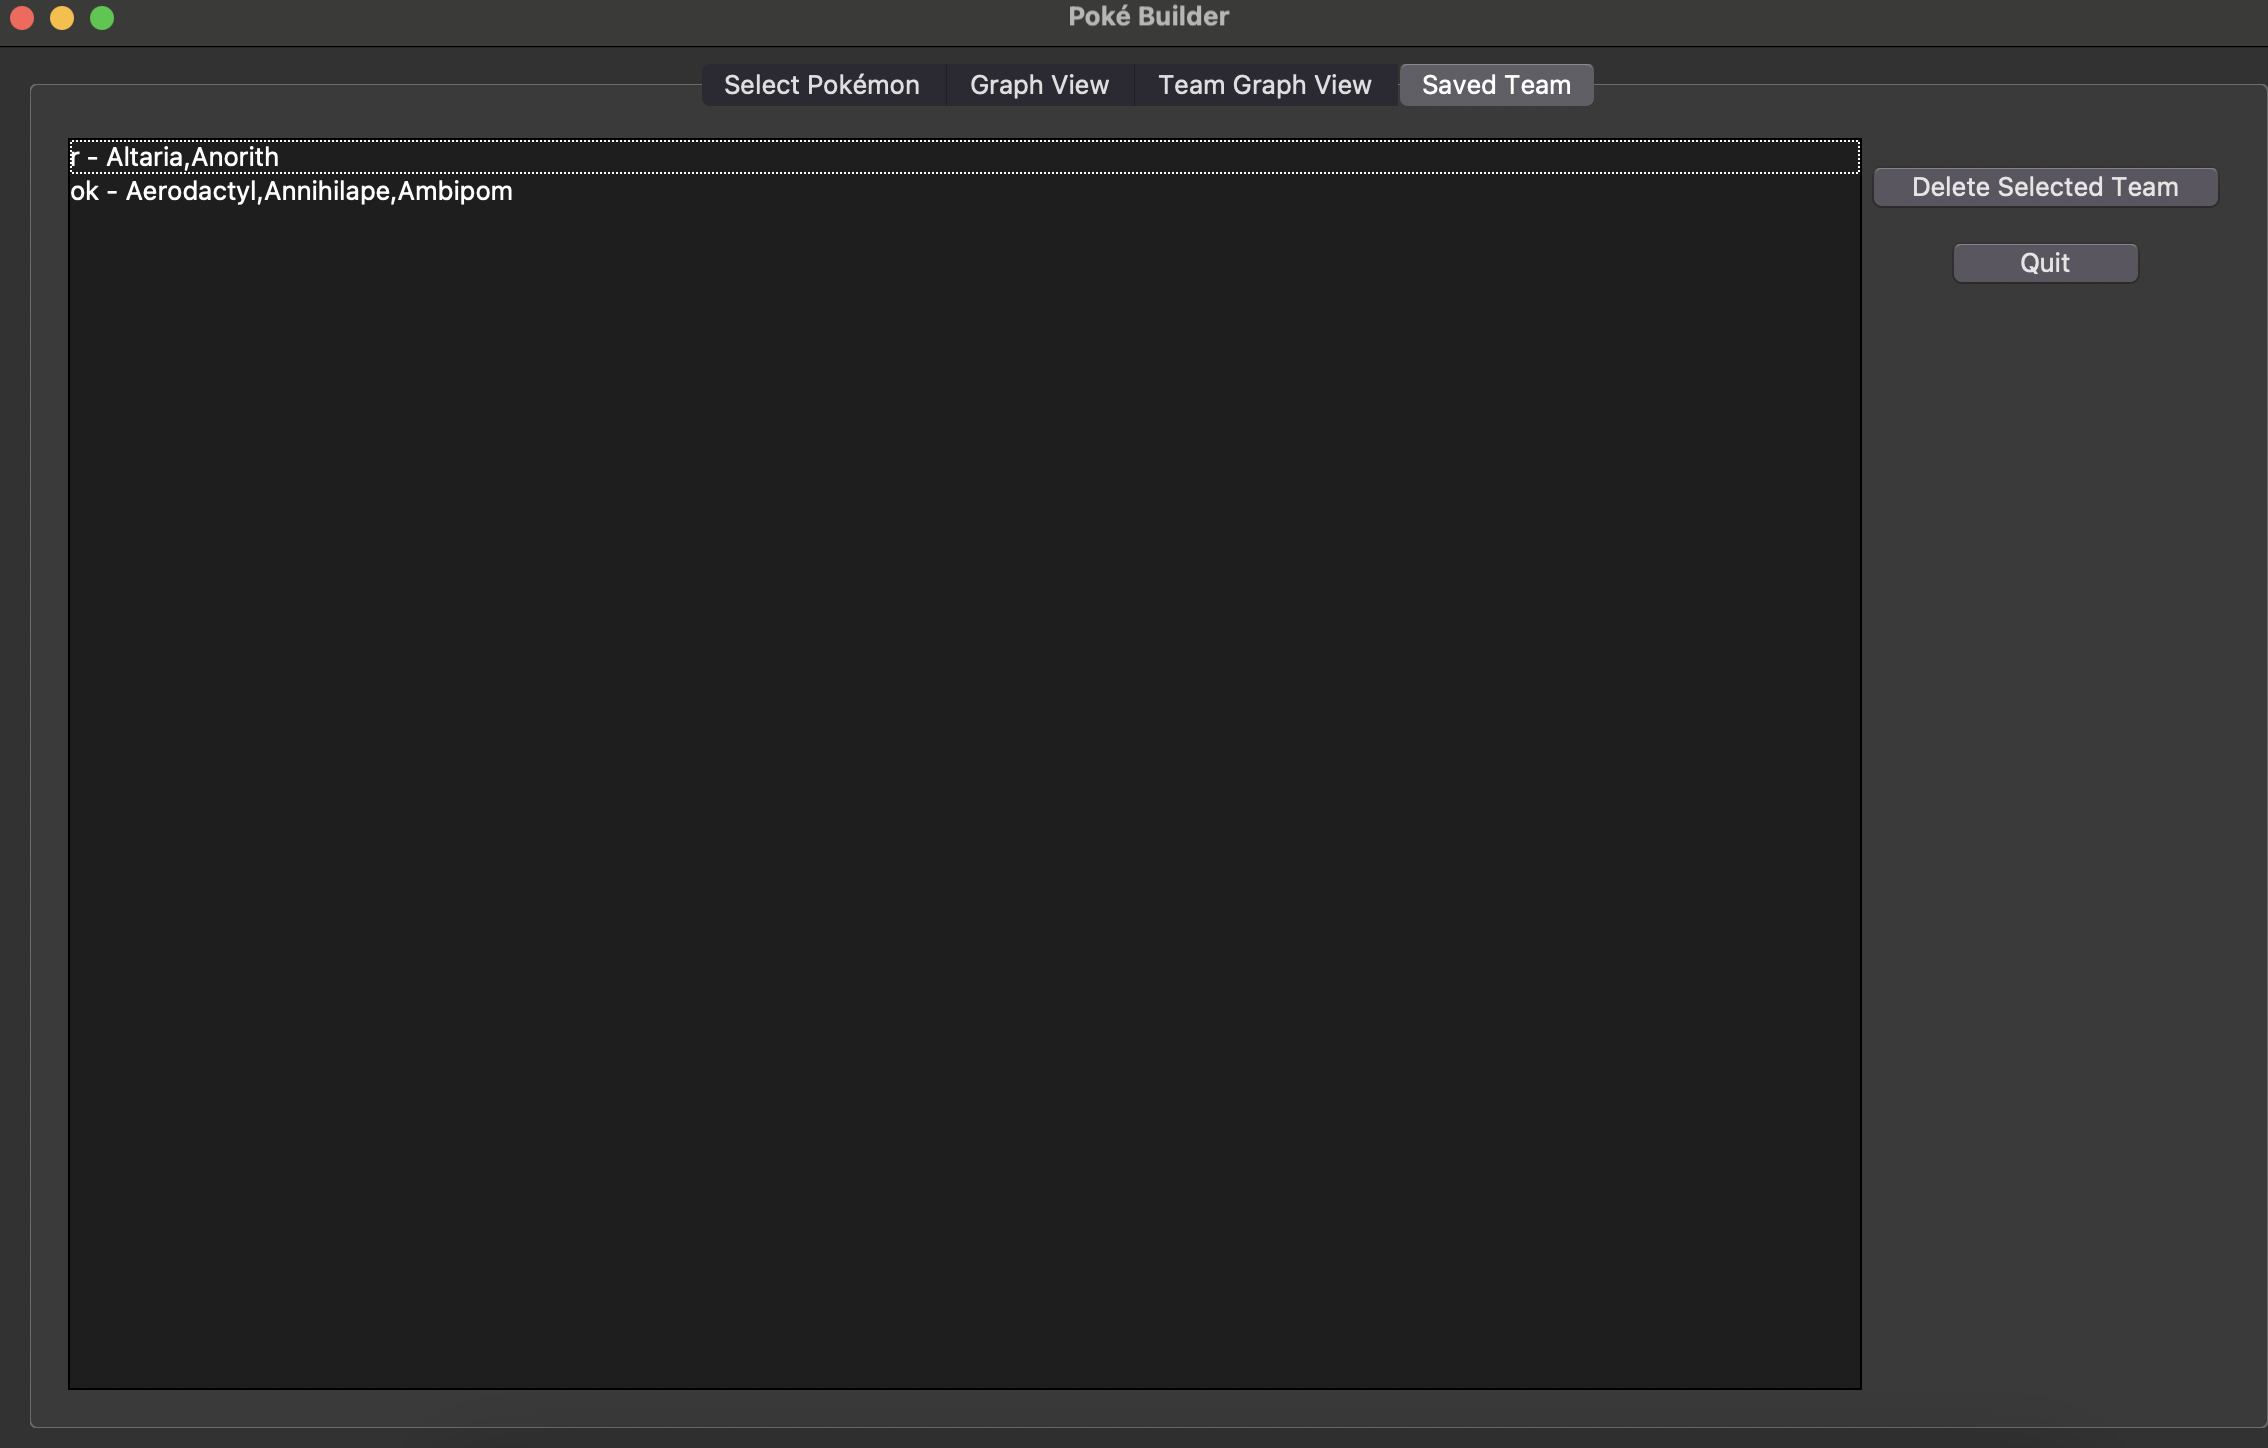 Poké Builder
Select Pokémon
Graph View
Team Graph View
Saved Team
r - Altaria,Anorith
ok - Aerodactyl,Annihilape,Ambipom
Delete Selected Team
Quit